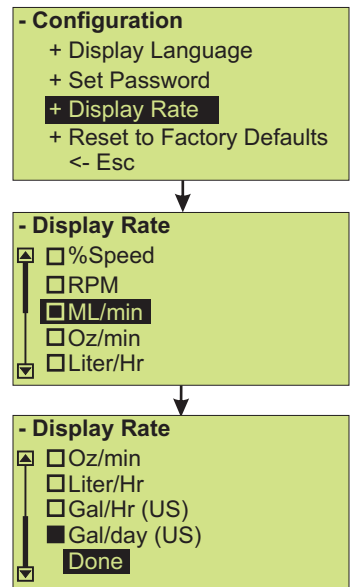 - Configuration
+ Display Language
+ Set Password
+ Display Rate
+ Reset to Factory Defaults
<- Esc
- Display Rate
%Speed
RPM
ML/min
Oz/min
Liter/Hr
- Display Rate
Oz/min
Liter/Hr
Gal/Hr (US)
Gal/day (US)
Done